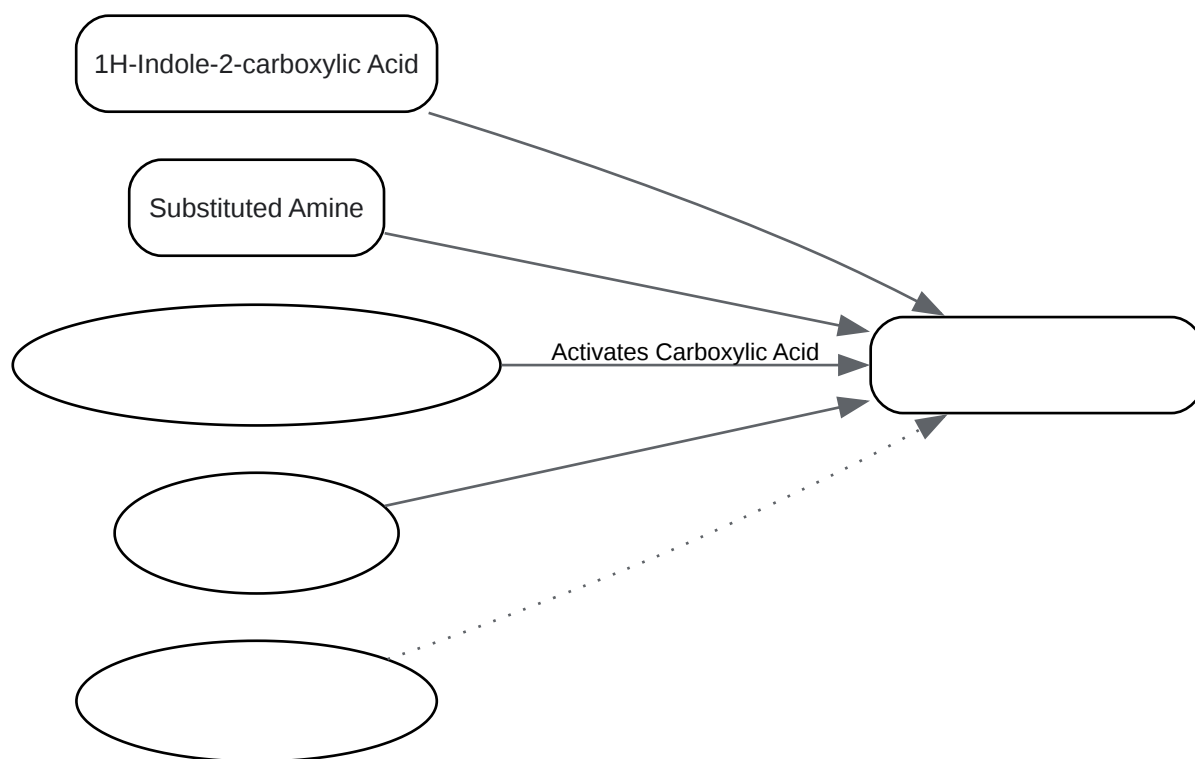 1H-Indole-2-carboxylic Acid
Substituted Amine
Activates Carboxylic Acid